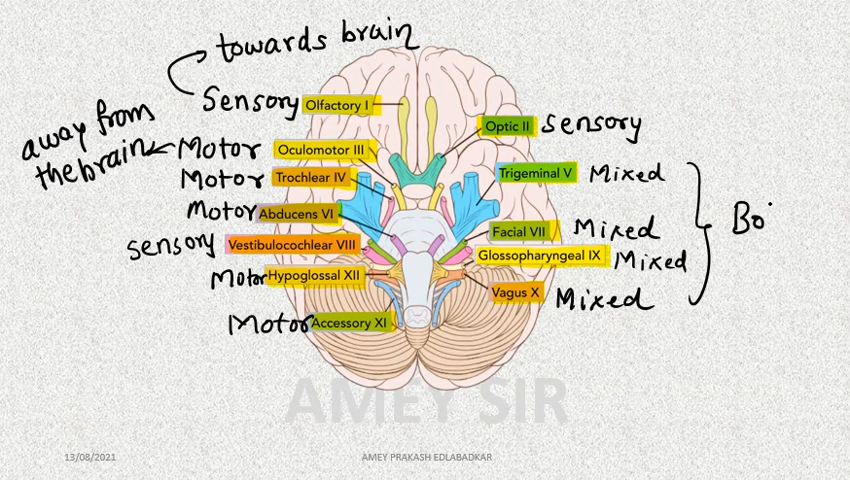 towards brain
Sensory Olfactory I
away from
the brain
Optic II Sensory
Motor Oculomotor III
Motor Trochlear IV
Trigeminal V Mixed
Motor Abducens VI
Facial VII Mixed
Sensory Vestibulocochlear VIII
Glossopharyngeal IX Mixed
Motor Hypoglossal XII
Vagus X Mixed
Motor Accessory XI
AMEY SIR
13/08/2021
AMEY PRAKASH EDLABADKAR